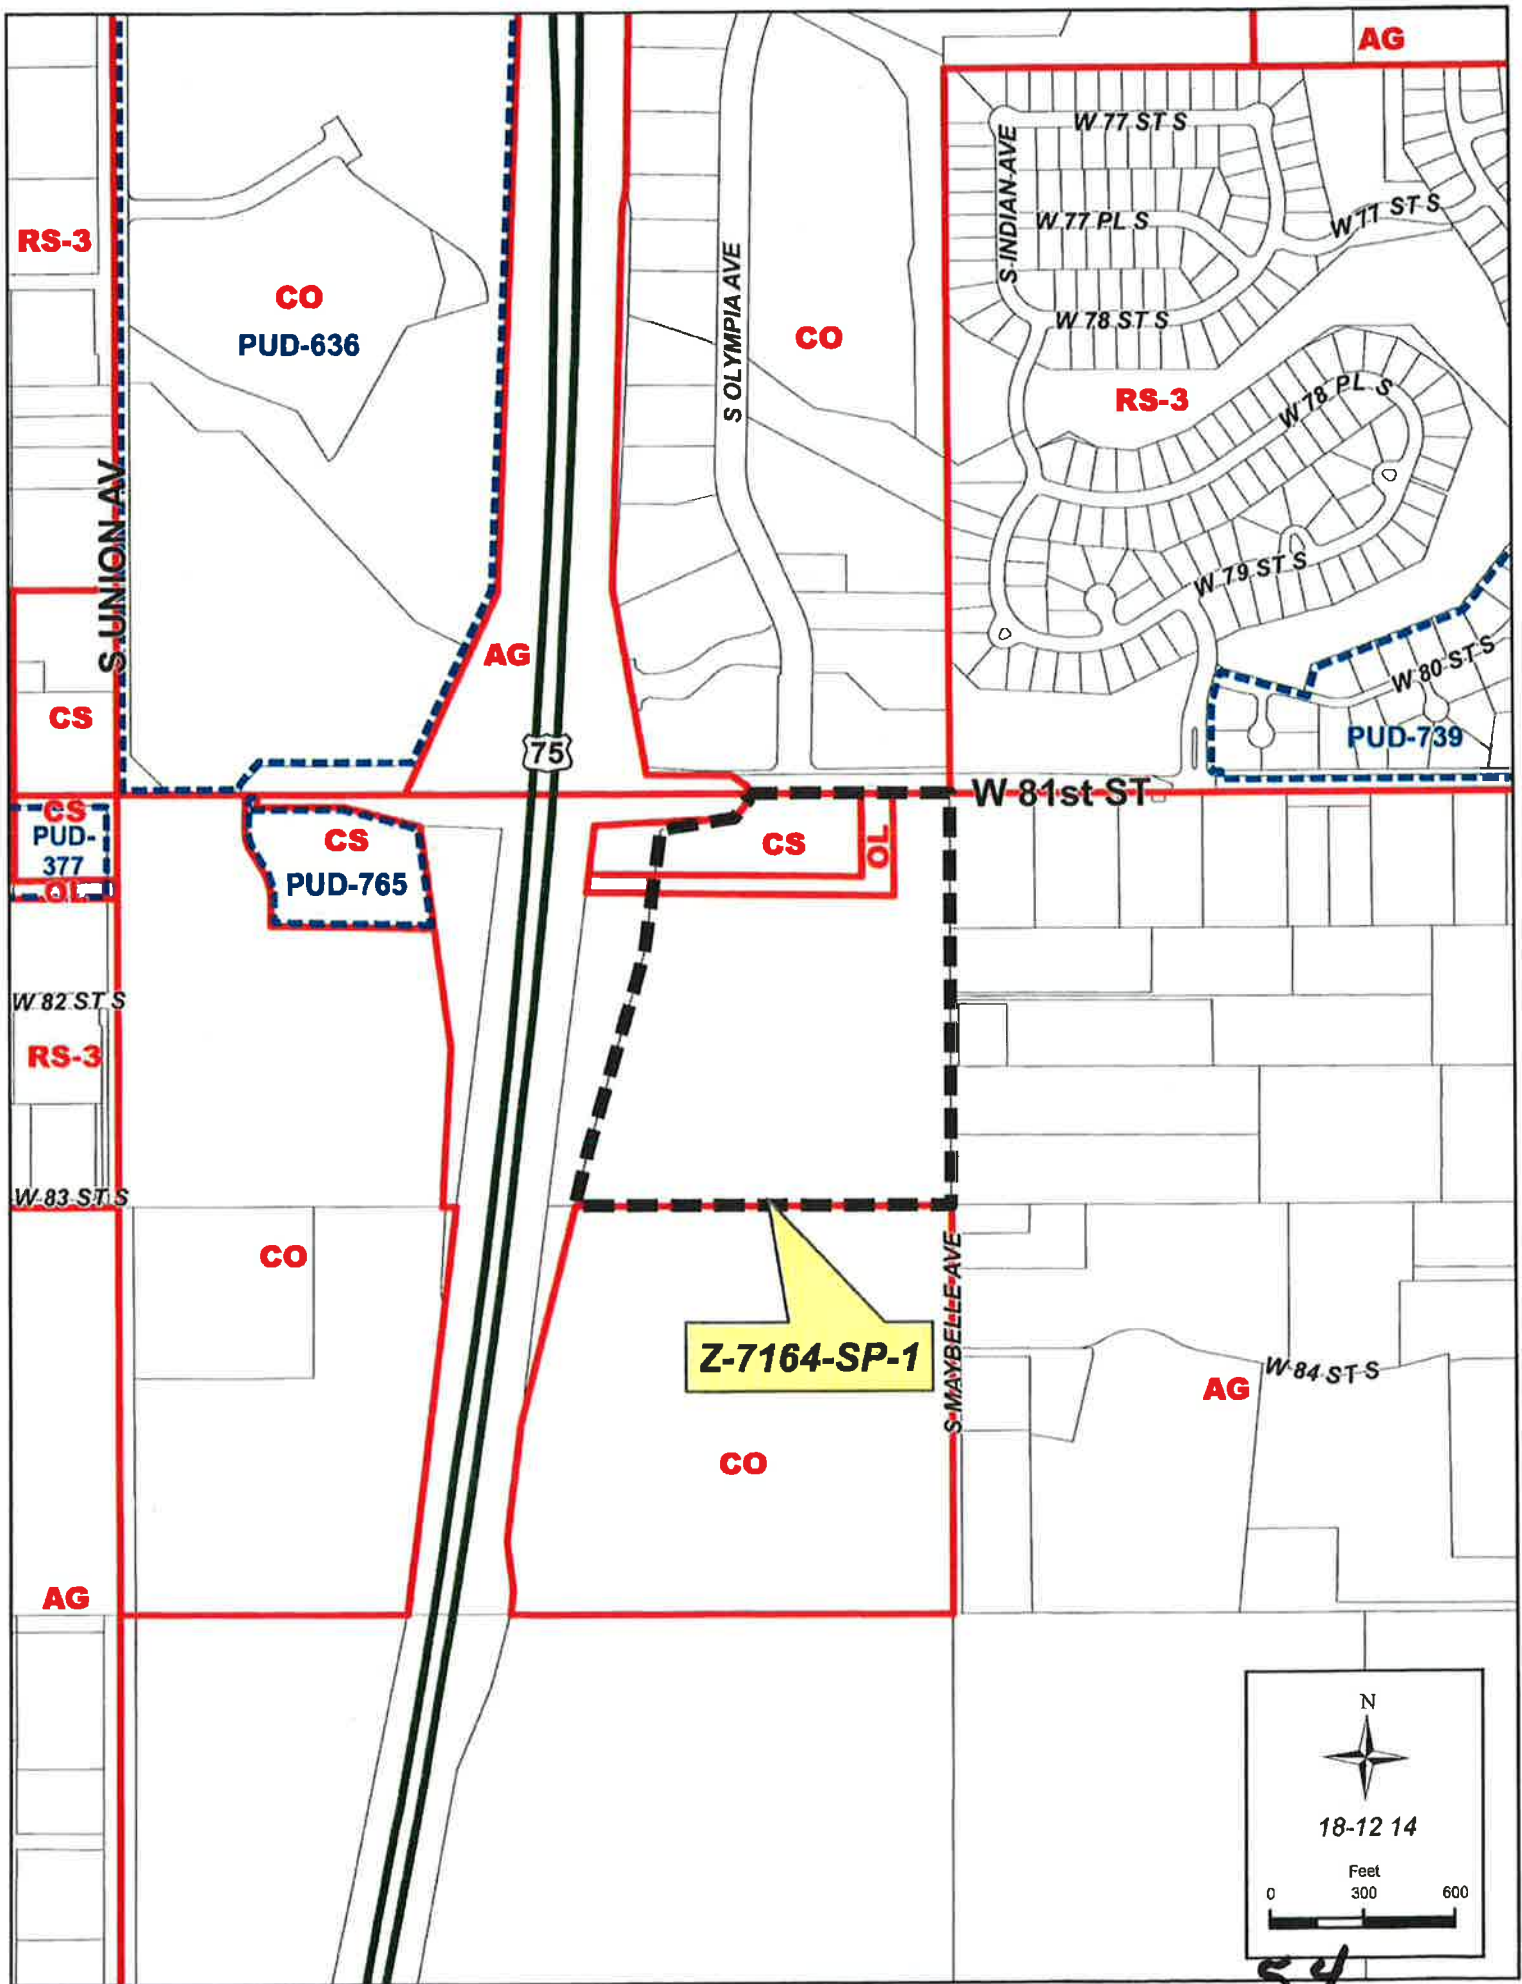 AG
W 77 ST S
S INDIAN AVE
W 77 PL S
W 77 ST S
RS-3
CO
PUD-636
S OLYMPIA AVE
CO
W 78 ST S
RS-3
W 78 PL S
S UNION AV
W 79 ST S
AG
W 80 ST S
CS
75
PUD-739
W 81st ST
CS
PUD-
377
OL
CS
PUD-765
CS
OL
W 82 ST S
RS-3
W 83 ST S
CO
S MAYBELLE AVE
Z-7164-SP-1
W 84 ST S
AG
CO
AG
N
18-12 14
Feet
0 300 600